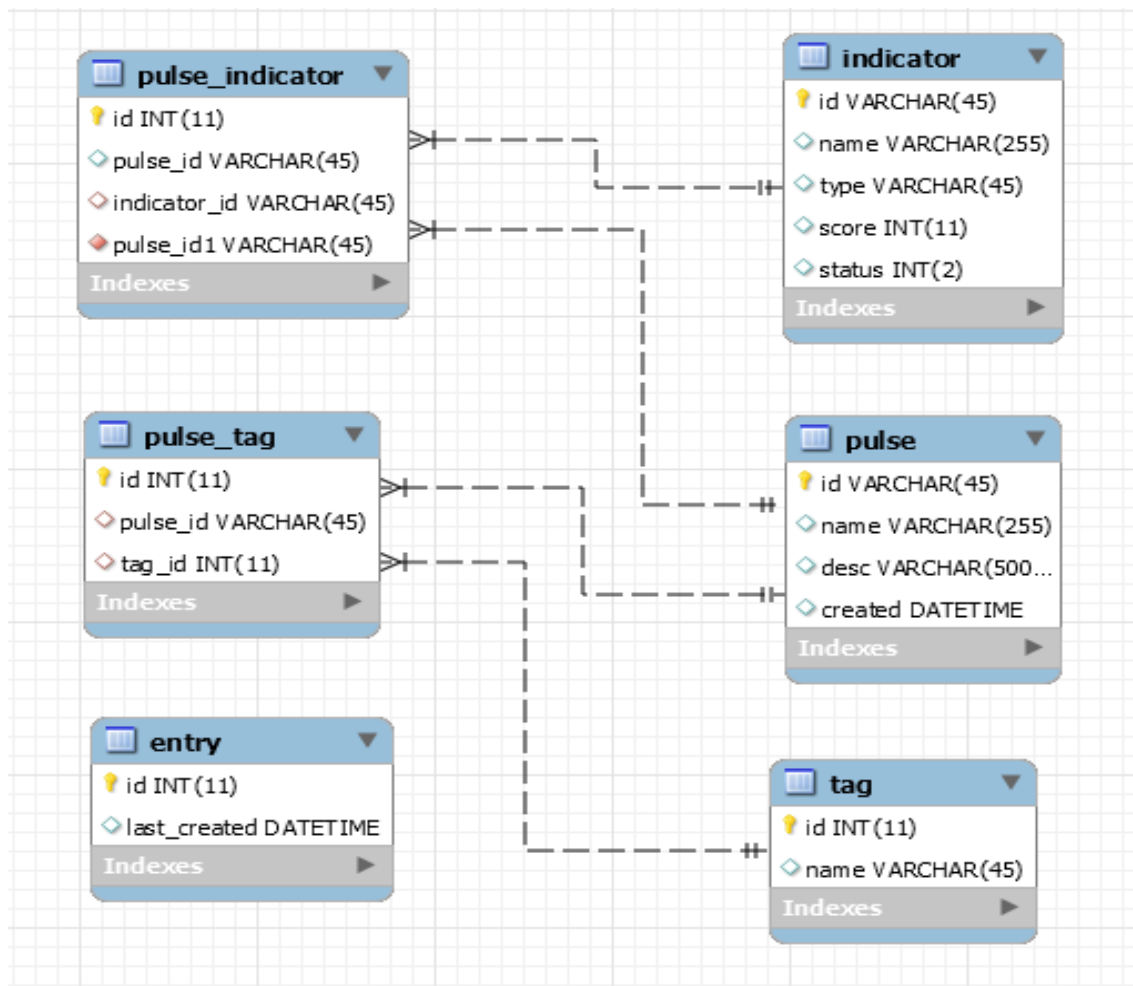 pulse_indicator
id INT(11)
pulse_id VARCHAR(45)
indicator_id VARCHAR(45)
pulse_id1 VARCHAR(45)
Indexes
indicator
id VARCHAR(45)
name VARCHAR(255)
type VARCHAR(45)
score INT(11)
status INT(2)
Indexes
pulse_tag
id INT(11)
pulse_id VARCHAR(45)
tag_id INT(11)
Indexes
pulse
id VARCHAR(45)
name VARCHAR(255)
desc VARCHAR(500...
created DATETIME
Indexes
entry
id INT(11)
last_created DATETIME
Indexes
tag
id INT(11)
name VARCHAR(45)
Indexes